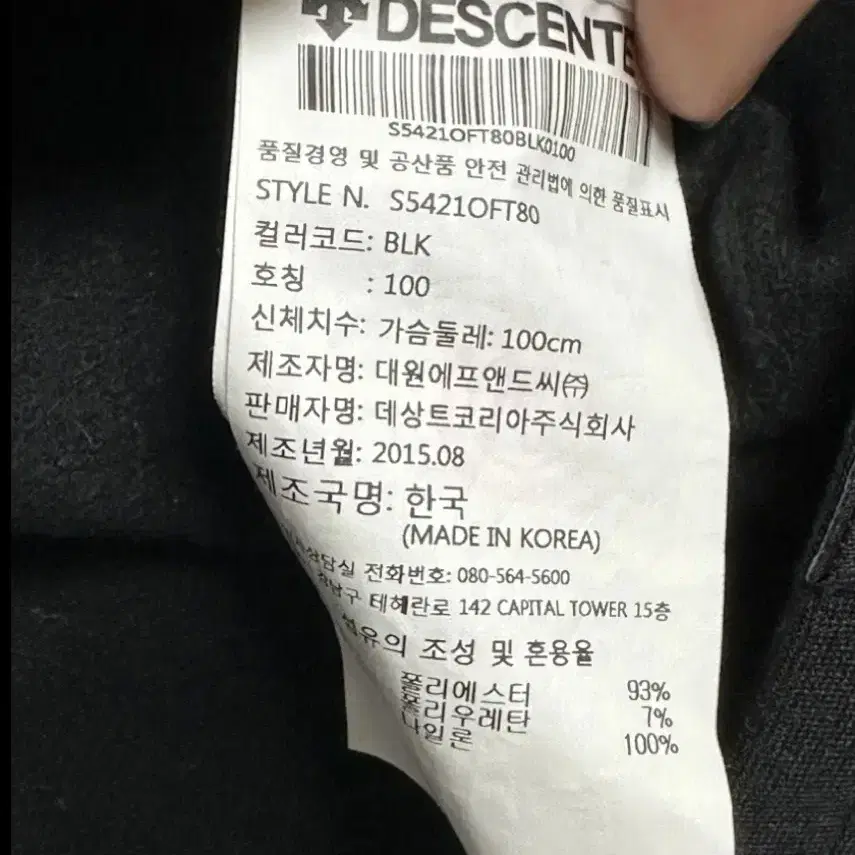 DESCENTE
S5421OFT80BLK0100
품질경영 및 공산품 안전 관리법에 의한 품질표시
STYLE N. S5421OFT80
컬러코드: BLK
호칭 : 100
신체치수: 가슴둘레: 100cm
제조자명: 대원에프앤드씨㈜
판매자명: 데상트코리아주식회사
제조년월: 2015.08
제조국명: 한국
(MADE IN KOREA)
상담실 전화번호: 080-564-5600
강남구 테헤란로 142 CAPITAL TOWER 15층
섬유의 조성 및 혼용율
폴리에스터 93%
폴리우레탄 7%
나일론 100%